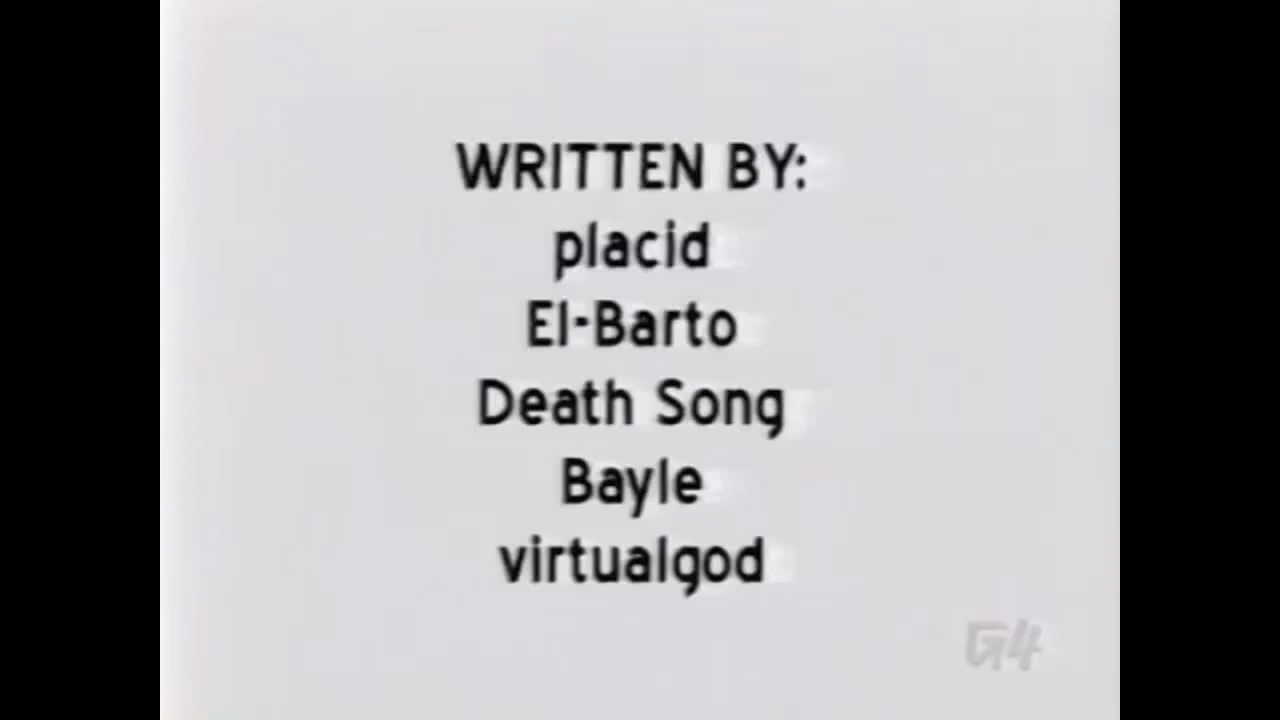 WRITTEN BY:
placid
El-Barto
Death Song
Bayle
virtualgod
G4